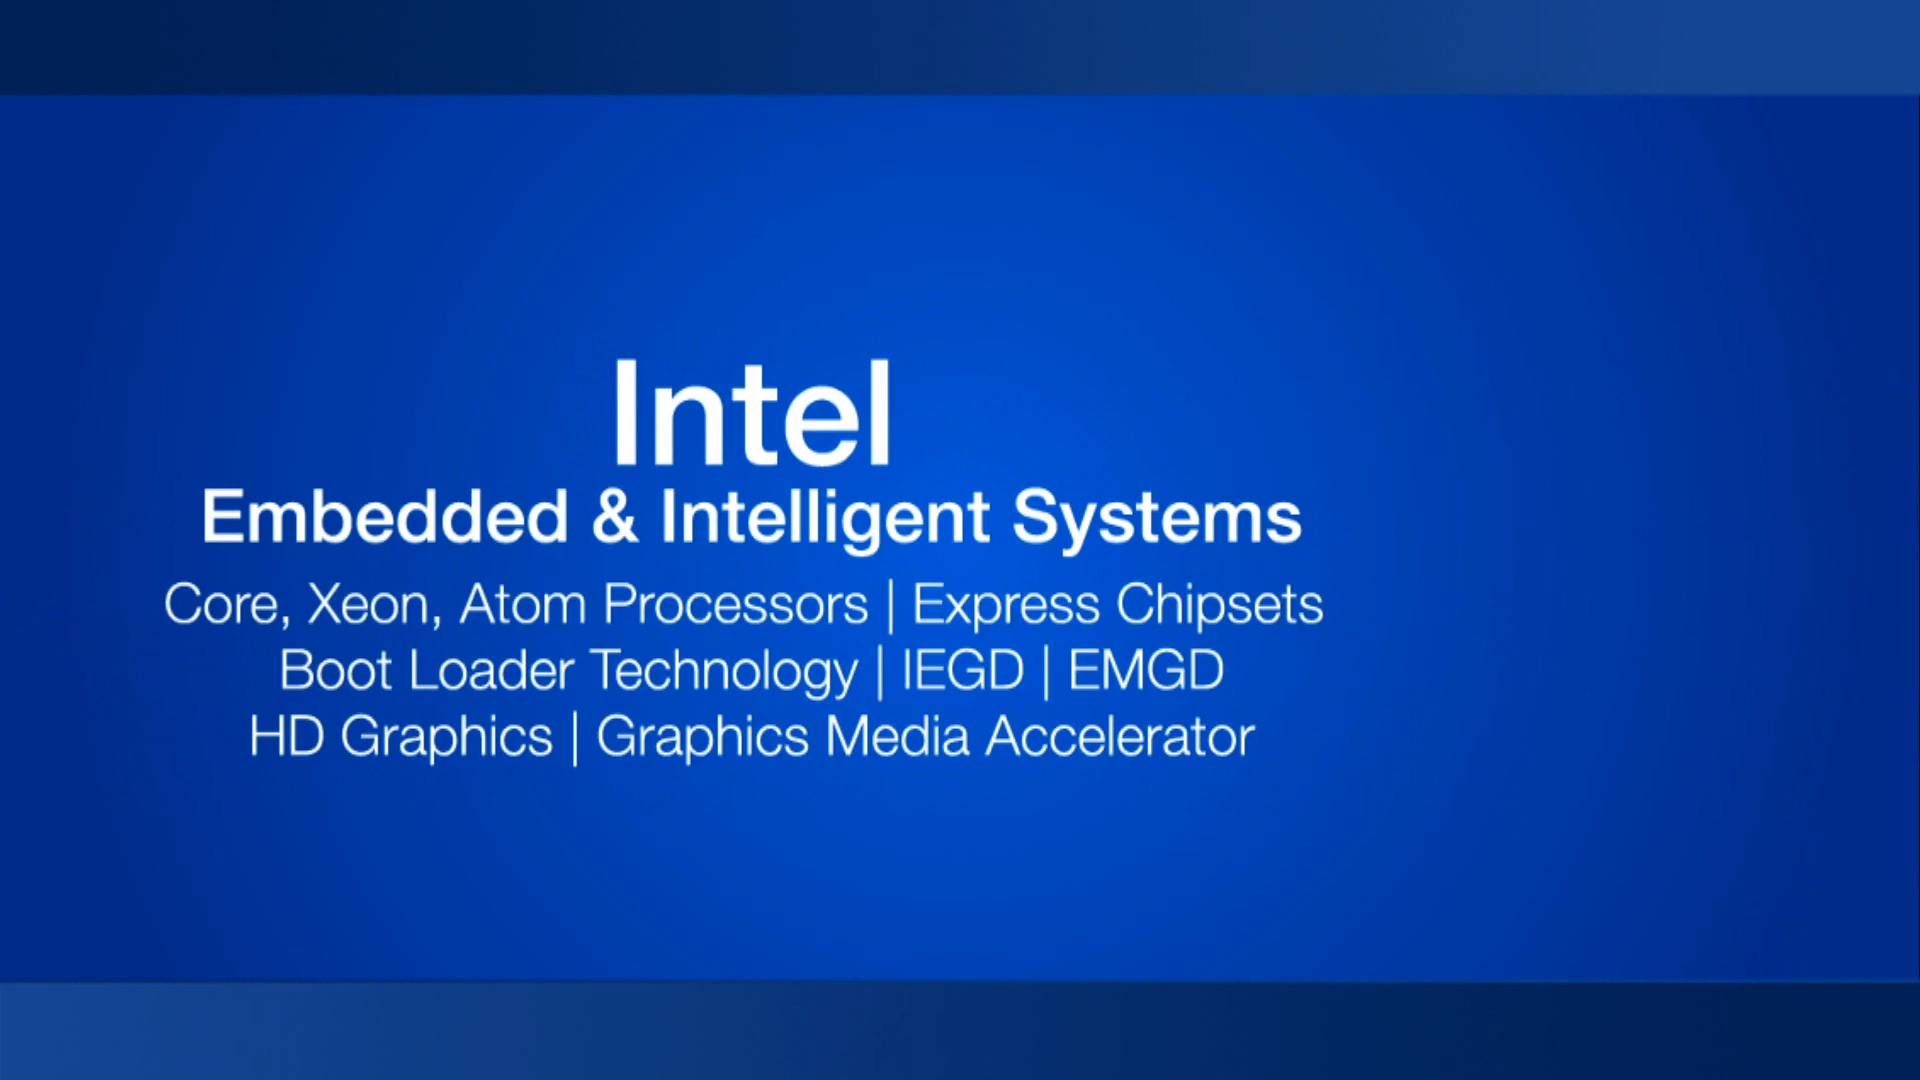 Intel
Embedded & Intelligent Systems
Core, Xeon, Atom Processors | Express Chipsets
Boot Loader Technology | IEGD | EMGD
HD Graphics | Graphics Media Accelerator